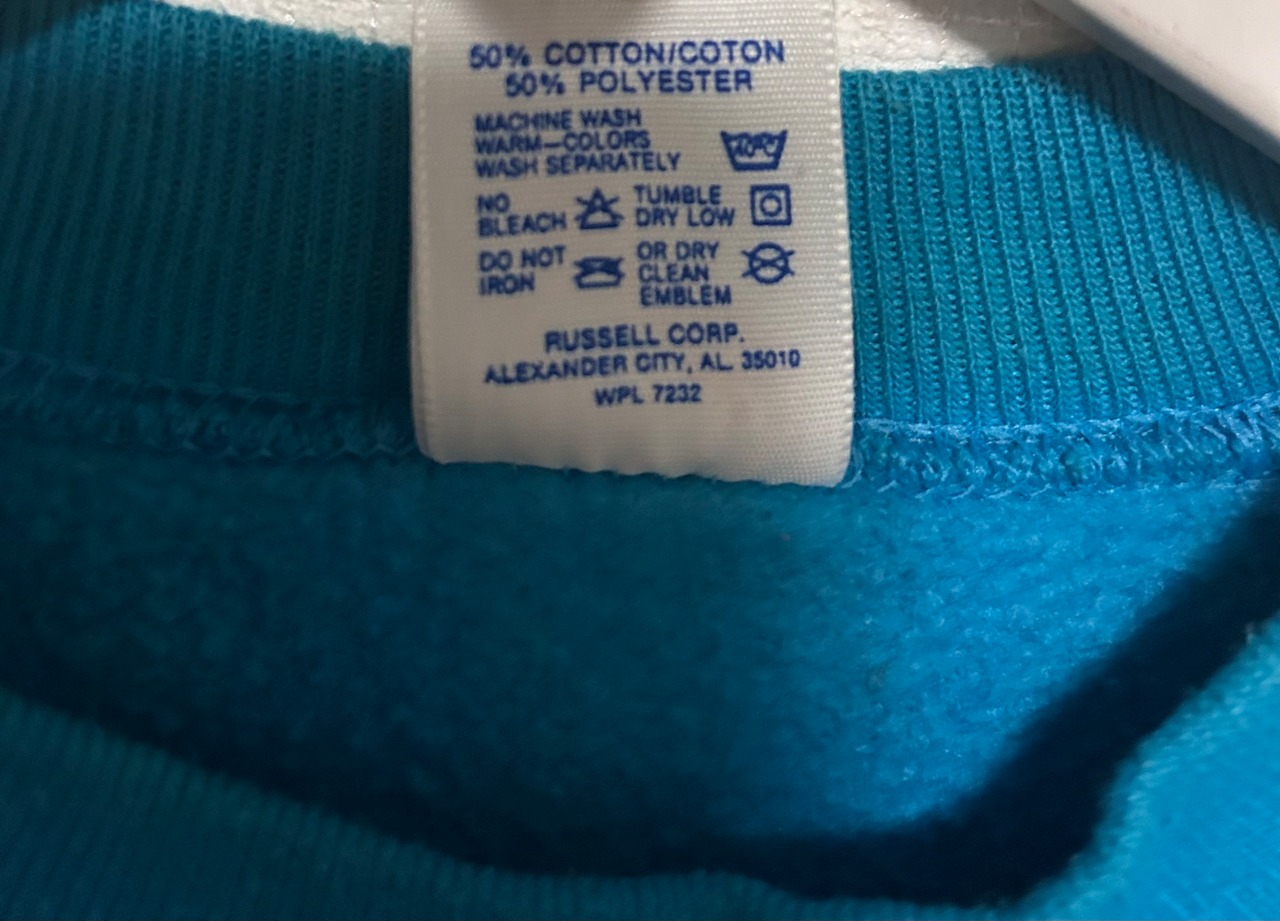 50% COTTON/COTON
50% POLYESTER
MACHINE WASH
WARM—COLORS
WASH SEPARATELY
40°C
NO
BLEACH
TUMBLE
DRY LOW
DO NOT
IRON
OR DRY
CLEAN
EMBLEM
RUSSELL CORP.
ALEXANDER CITY, AL. 35010
WPL 7232